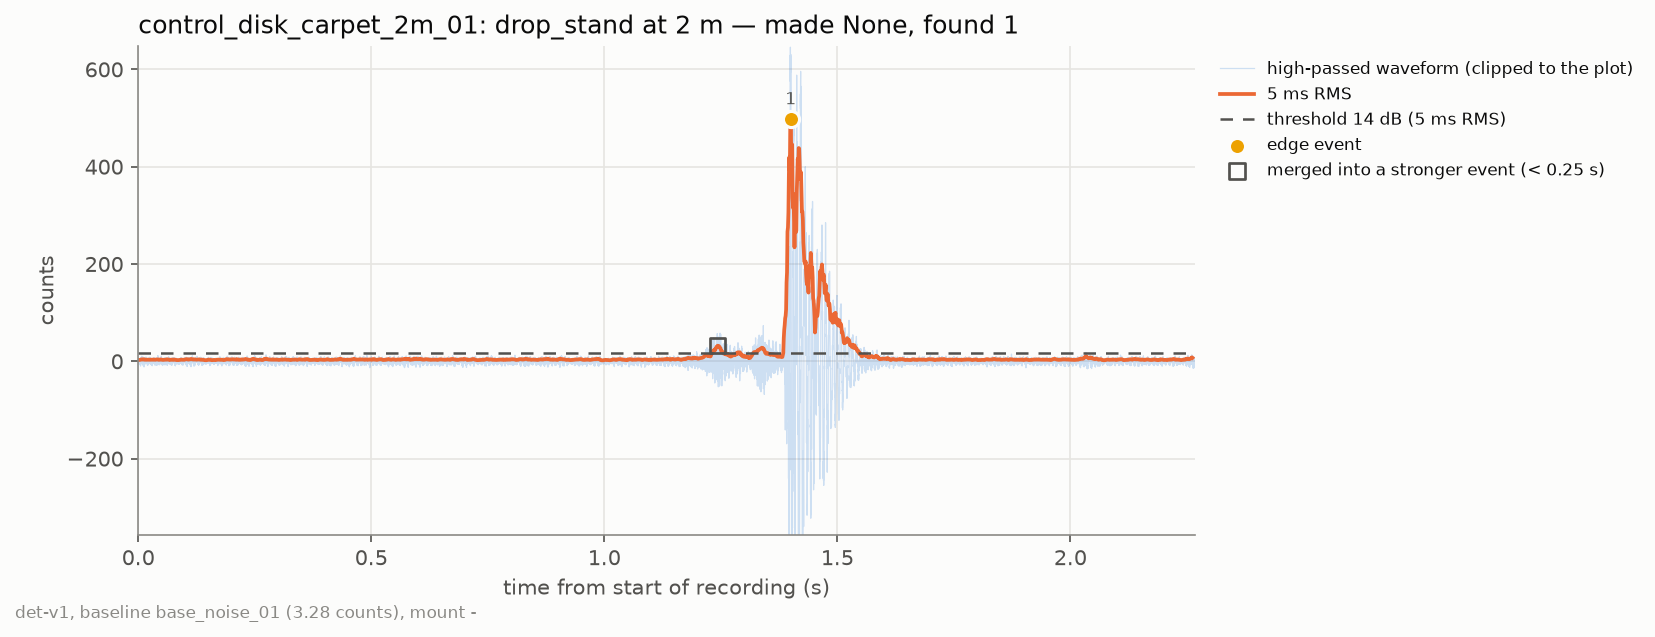 control_disk_carpet_2m_01: drop_stand at 2 m — made None, found 1
high-passed waveform (clipped to the plot)
5 ms RMS
threshold 14 dB (5 ms RMS)
edge event
merged into a stronger event (< 0.25 s)
1
600
400
200
0
−200
counts
0.0
0.5
1.0
1.5
2.0
time from start of recording (s)
det-v1, baseline base_noise_01 (3.28 counts), mount -